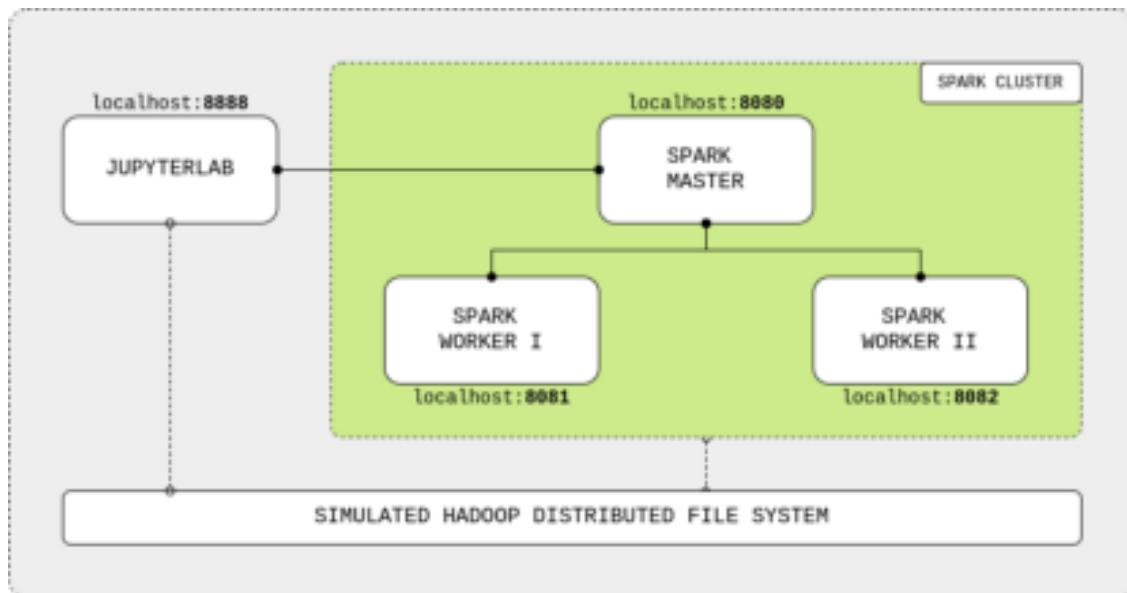 SPARK CLUSTER
localhost:8888
localhost:8080
JUPYTERLAB
SPARK
MASTER
SPARK
WORKER I
SPARK
WORKER II
localhost:8081
localhost:8082
SIMULATED HADOOP DISTRIBUTED FILE SYSTEM